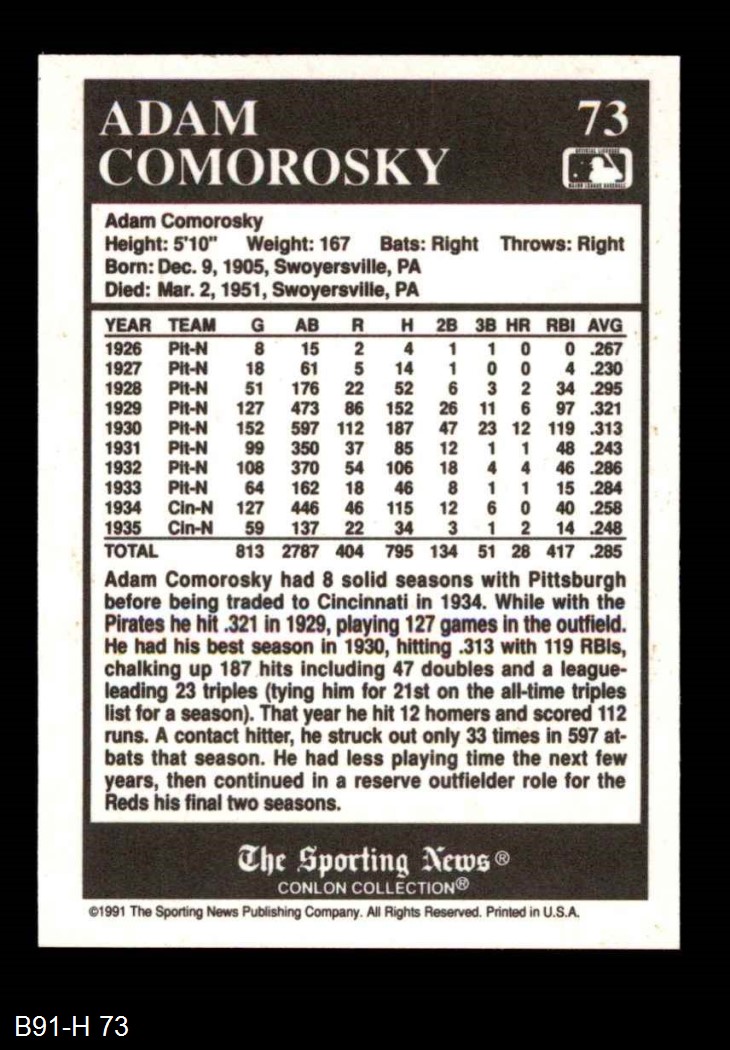 ADAM 73
COMOROSKY
OFFICIAL LICENSEE
MAJOR LEAGUE BASEBALL
Adam Comorosky
Height: 5'10" Weight: 167 Bats: Right Throws: Right
Born: Dec. 9, 1905, Swoyersville, PA
Died: Mar. 2, 1951, Swoyersville, PA
YEAR TEAM G AB R H 2B 3B HR RBI AVG
1926 Pit-N 8 15 2 4 1 1 0 0 .267
1927 Pit-N 18 61 5 14 1 0 0 4 .230
1928 Pit-N 51 176 22 52 6 3 2 34 .295
1929 Pit-N 127 473 86 152 26 11 6 97 .321
1930 Pit-N 152 597 112 187 47 23 12 119 .313
1931 Pit-N 99 350 37 85 12 1 1 48 .243
1932 Pit-N 108 370 54 106 18 4 4 46 .286
1933 Pit-N 64 162 18 46 8 1 1 15 .284
1934 Cin-N 127 446 46 115 12 6 0 40 .258
1935 Cin-N 59 137 22 34 3 1 2 14 .248
TOTAL 813 2787 404 795 134 51 28 417 .285
Adam Comorosky had 8 solid seasons with Pittsburgh
before being traded to Cincinnati in 1934. While with the
Pirates he hit .321 in 1929, playing 127 games in the outfield.
He had his best season in 1930, hitting .313 with 119 RBIs,
chalking up 187 hits including 47 doubles and a league-
leading 23 triples (tying him for 21st on the all-time triples
list for a season). That year he hit 12 homers and scored 112
runs. A contact hitter, he struck out only 33 times in 597 at-
bats that season. He had less playing time the next few
years, then continued in a reserve outfielder role for the
Reds his final two seasons.
The Sporting News®
CONLON COLLECTION®
©1991 The Sporting News Publishing Company. All Rights Reserved. Printed in U.S.A.
B91-H 73